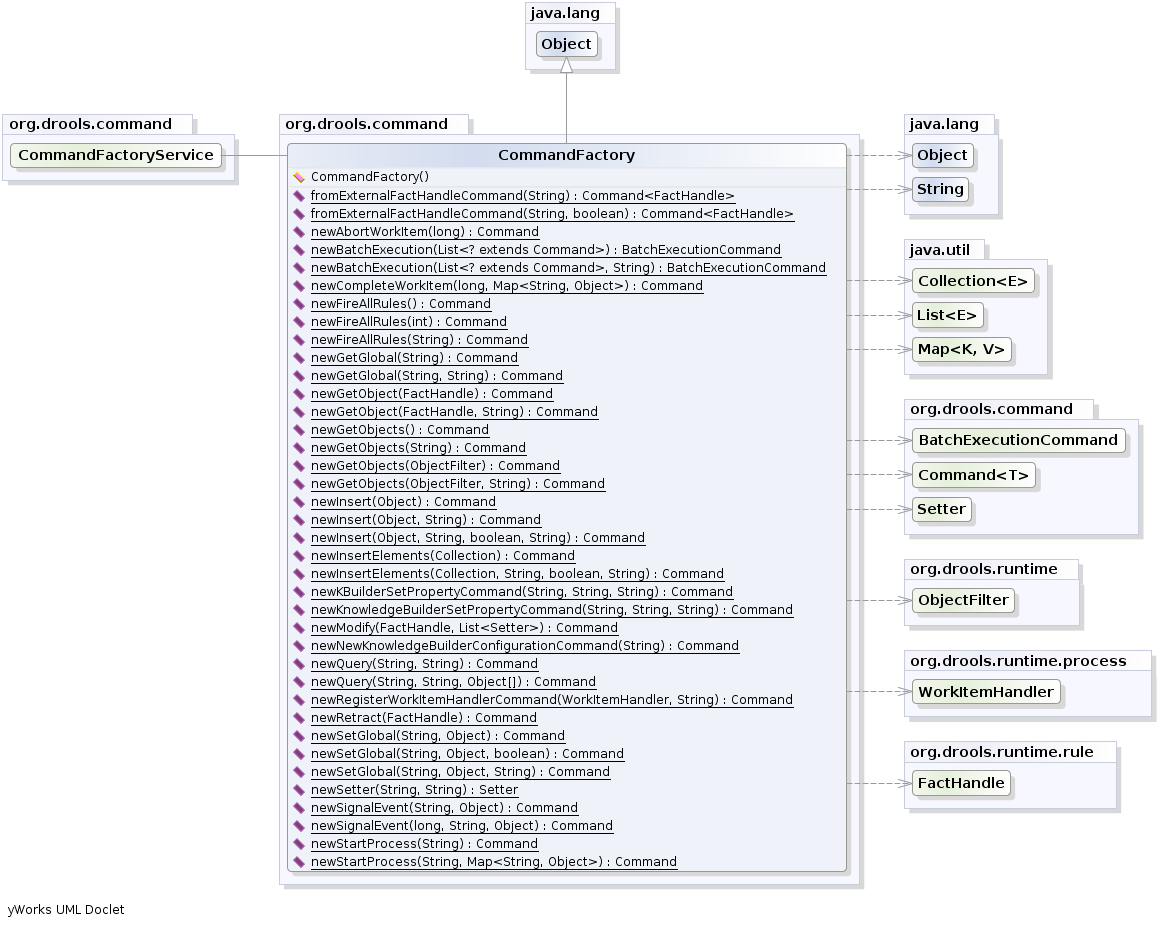 java.lang
Object
org.drools.command
CommandFactoryService
org.drools.command
CommandFactory
CommandFactory()
fromExternalFactHandleCommand(String) : Command<FactHandle>
fromExternalFactHandleCommand(String, boolean) : Command<FactHandle>
newAbortWorkItem(long) : Command
newBatchExecution(List<? extends Command>) : BatchExecutionCommand
newBatchExecution(List<? extends Command>, String) : BatchExecutionCommand
newCompleteWorkItem(long, Map<String, Object>) : Command
newFireAllRules() : Command
newFireAllRules(int) : Command
newFireAllRules(String) : Command
newGetGlobal(String) : Command
newGetGlobal(String, String) : Command
newGetObject(FactHandle) : Command
newGetObject(FactHandle, String) : Command
newGetObjects() : Command
newGetObjects(String) : Command
newGetObjects(ObjectFilter) : Command
newGetObjects(ObjectFilter, String) : Command
newInsert(Object) : Command
newInsert(Object, String) : Command
newInsert(Object, String, boolean, String) : Command
newInsertElements(Collection) : Command
newInsertElements(Collection, String, boolean, String) : Command
newKBuilderSetPropertyCommand(String, String, String) : Command
newKnowledgeBuilderSetPropertyCommand(String, String, String) : Command
newModify(FactHandle, List<Setter>) : Command
newNewKnowledgeBuilderConfigurationCommand(String) : Command
newQuery(String, String) : Command
newQuery(String, String, Object[]) : Command
newRegisterWorkItemHandlerCommand(WorkItemHandler, String) : Command
newRetract(FactHandle) : Command
newSetGlobal(String, Object) : Command
newSetGlobal(String, Object, boolean) : Command
newSetGlobal(String, Object, String) : Command
newSetter(String, String) : Setter
newSignalEvent(String, Object) : Command
newSignalEvent(long, String, Object) : Command
newStartProcess(String) : Command
newStartProcess(String, Map<String, Object>) : Command
java.lang
Object
String
java.util
Collection<E>
List<E>
Map<K, V>
org.drools.command
BatchExecutionCommand
Command<T>
Setter
org.drools.runtime
ObjectFilter
org.drools.runtime.process
WorkItemHandler
org.drools.runtime.rule
FactHandle
yWorks UML Doclet